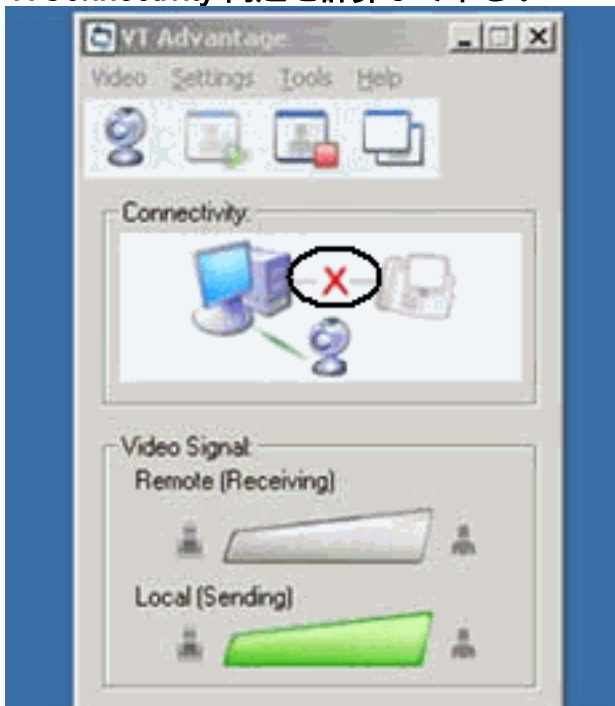 VT Advantage
Video Settings Tools Help
Connectivity:
X
Video Signal:
Remote (Receiving)
Local (Sending)